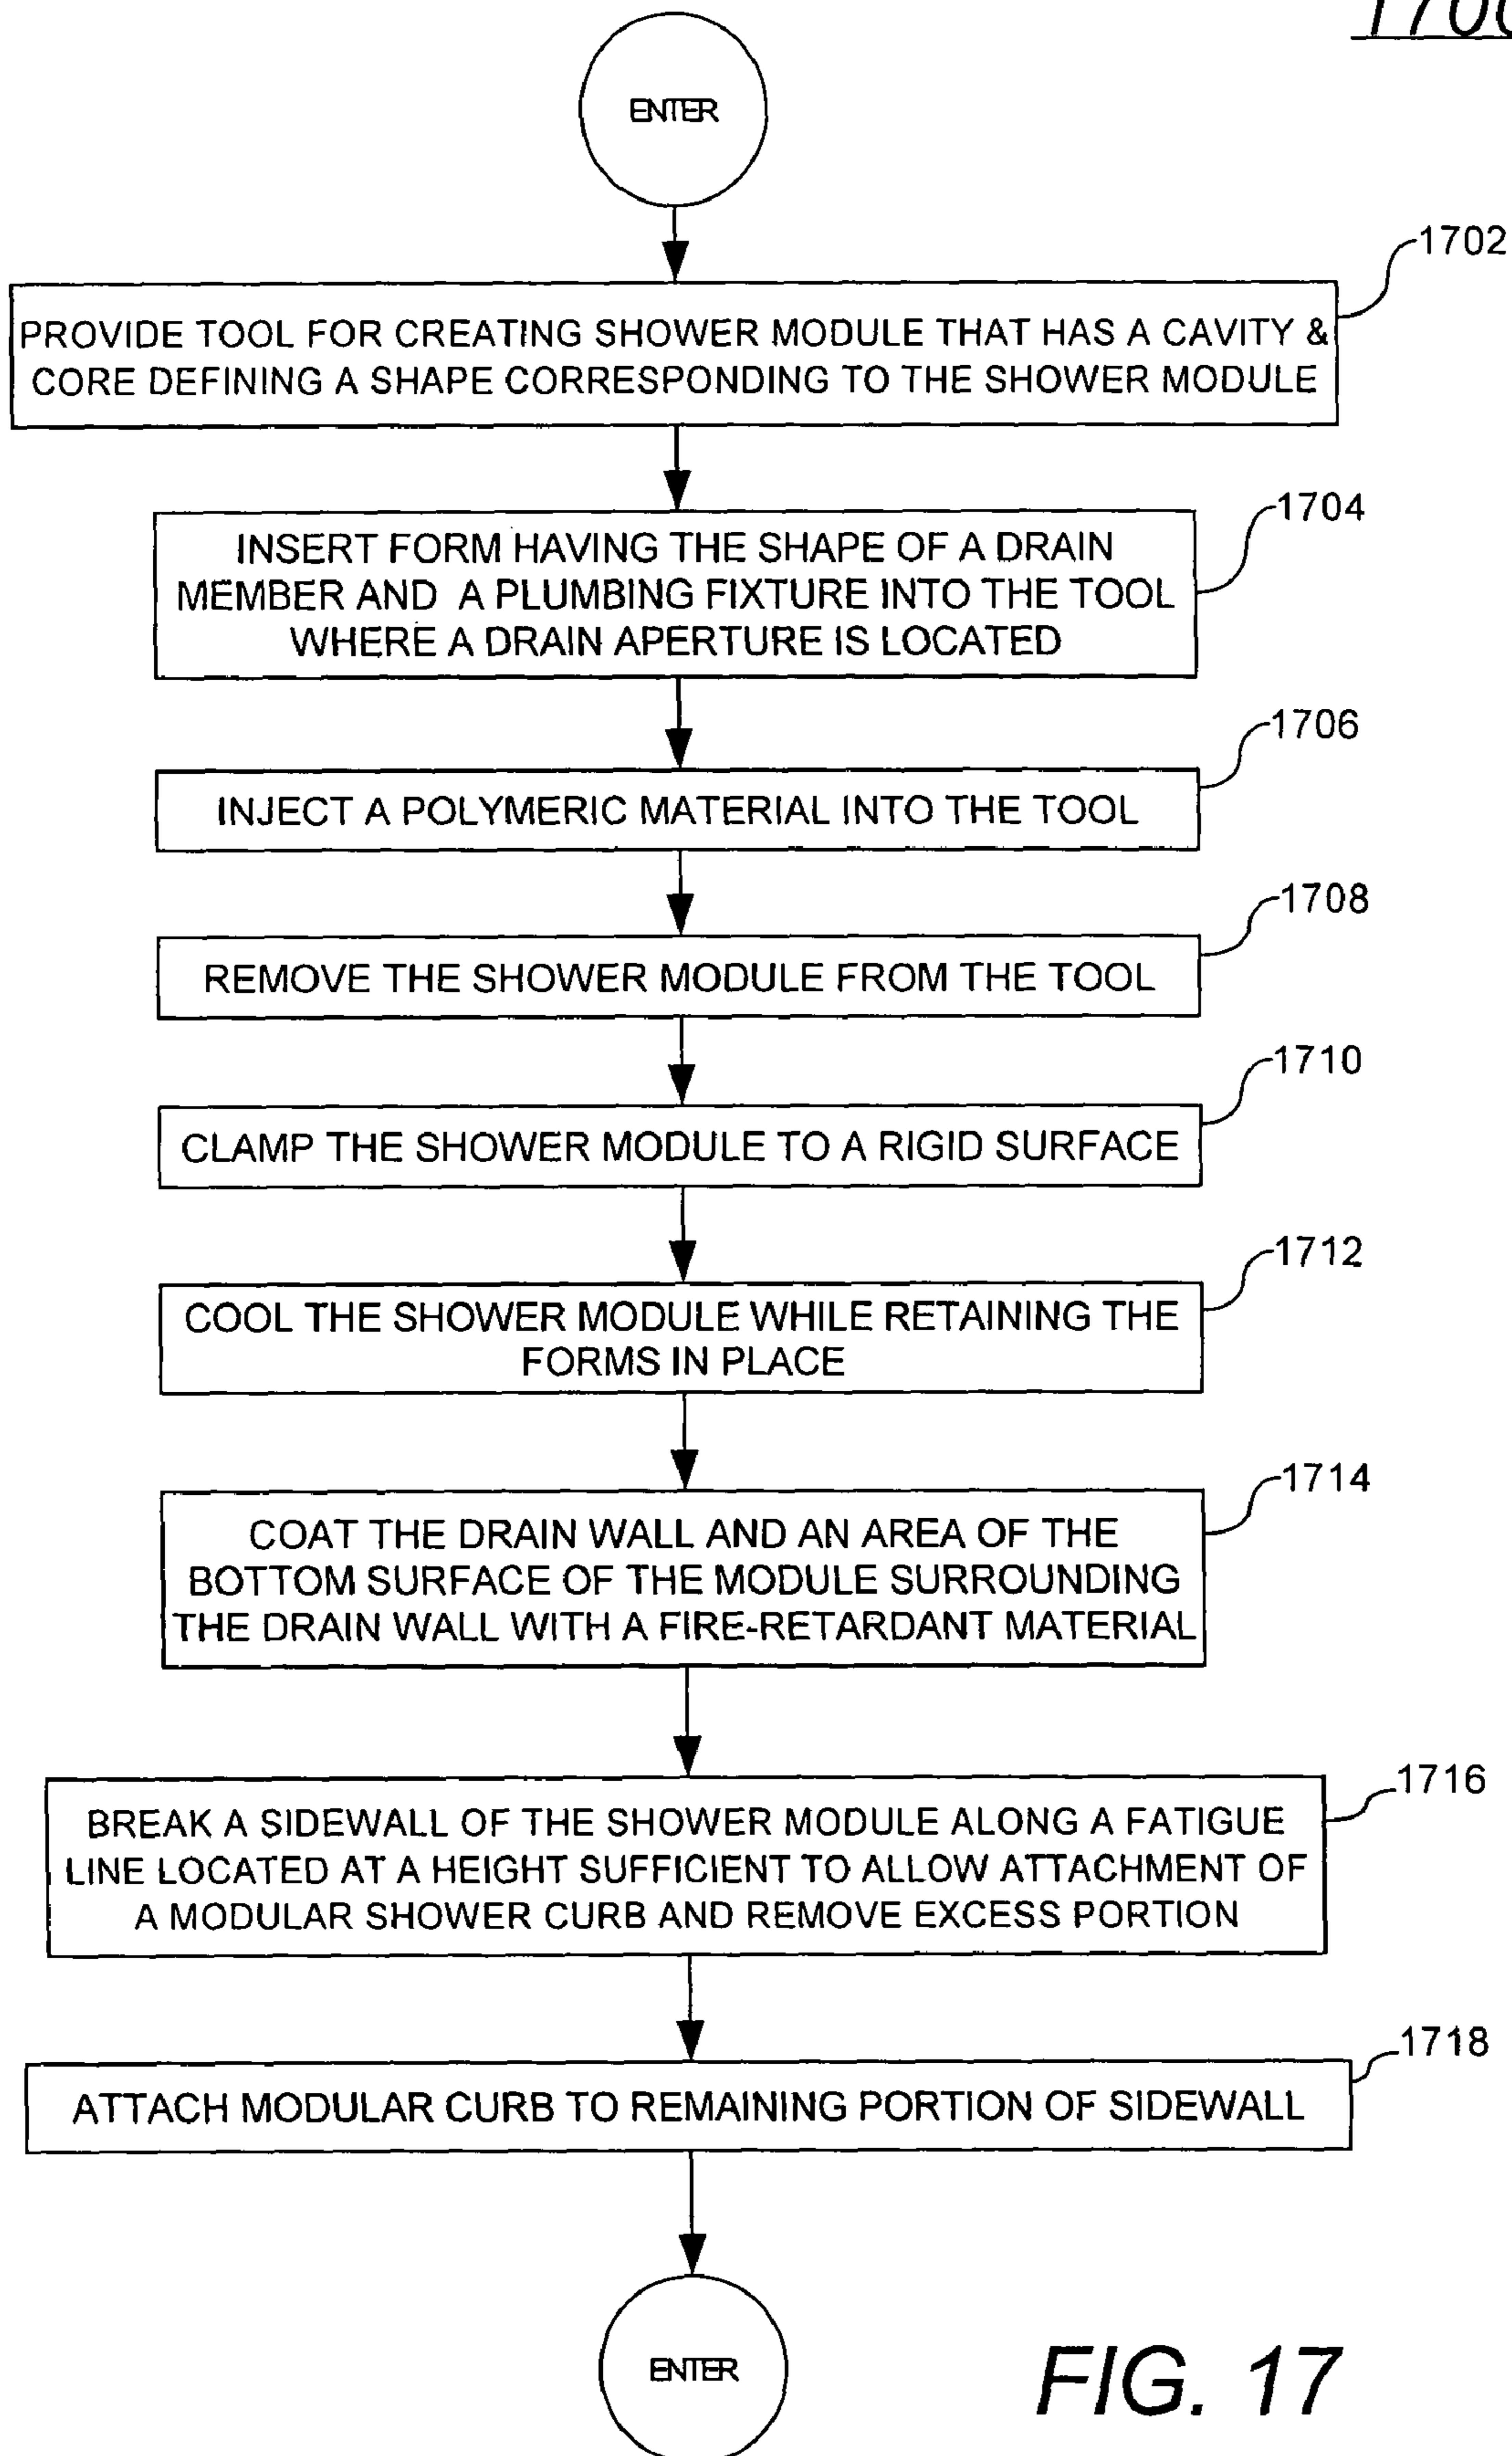 1700
ENTER
1702
PROVIDE TOOL FOR CREATING SHOWER MODULE THAT HAS A CAVITY &
CORE DEFINING A SHAPE CORRESPONDING TO THE SHOWER MODULE
1704
INSERT FORM HAVING THE SHAPE OF A DRAIN
MEMBER AND A PLUMBING FIXTURE INTO THE TOOL
WHERE A DRAIN APERTURE IS LOCATED
1706
INJECT A POLYMERIC MATERIAL INTO THE TOOL
1708
REMOVE THE SHOWER MODULE FROM THE TOOL
1710
CLAMP THE SHOWER MODULE TO A RIGID SURFACE
1712
COOL THE SHOWER MODULE WHILE RETAINING THE
FORMS IN PLACE
1714
COAT THE DRAIN WALL AND AN AREA OF THE
BOTTOM SURFACE OF THE MODULE SURROUNDING
THE DRAIN WALL WITH A FIRE-RETARDANT MATERIAL
1716
BREAK A SIDEWALL OF THE SHOWER MODULE ALONG A FATIGUE
LINE LOCATED AT A HEIGHT SUFFICIENT TO ALLOW ATTACHMENT OF
A MODULAR SHOWER CURB AND REMOVE EXCESS PORTION
1718
ATTACH MODULAR CURB TO REMAINING PORTION OF SIDEWALL
ENTER
FIG. 17